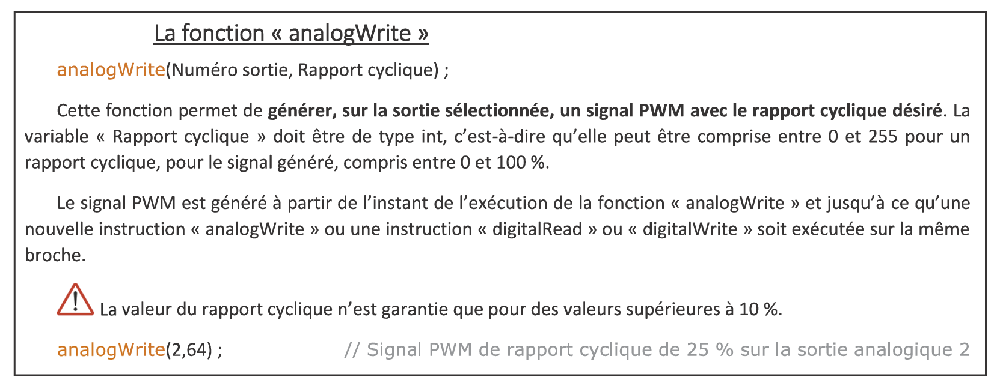 La fonction « analogWrite »
analogWrite(Numéro sortie, Rapport cyclique) ;
Cette fonction permet de générer, sur la sortie sélectionnée, un signal PWM avec le rapport cyclique désiré. La
variable « Rapport cyclique » doit être de type int, c’est-à-dire qu’elle peut être comprise entre 0 et 255 pour un
rapport cyclique, pour le signal généré, compris entre 0 et 100 %.
Le signal PWM est généré à partir de l’instant de l’exécution de la fonction « analogWrite » et jusqu’à ce qu’une
nouvelle instruction « analogWrite » ou une instruction « digitalRead » ou « digitalWrite » soit exécutée sur la même
broche.
La valeur du rapport cyclique n’est garantie que pour des valeurs supérieures à 10 %.
analogWrite(2,64) ; // Signal PWM de rapport cyclique de 25 % sur la sortie analogique 2